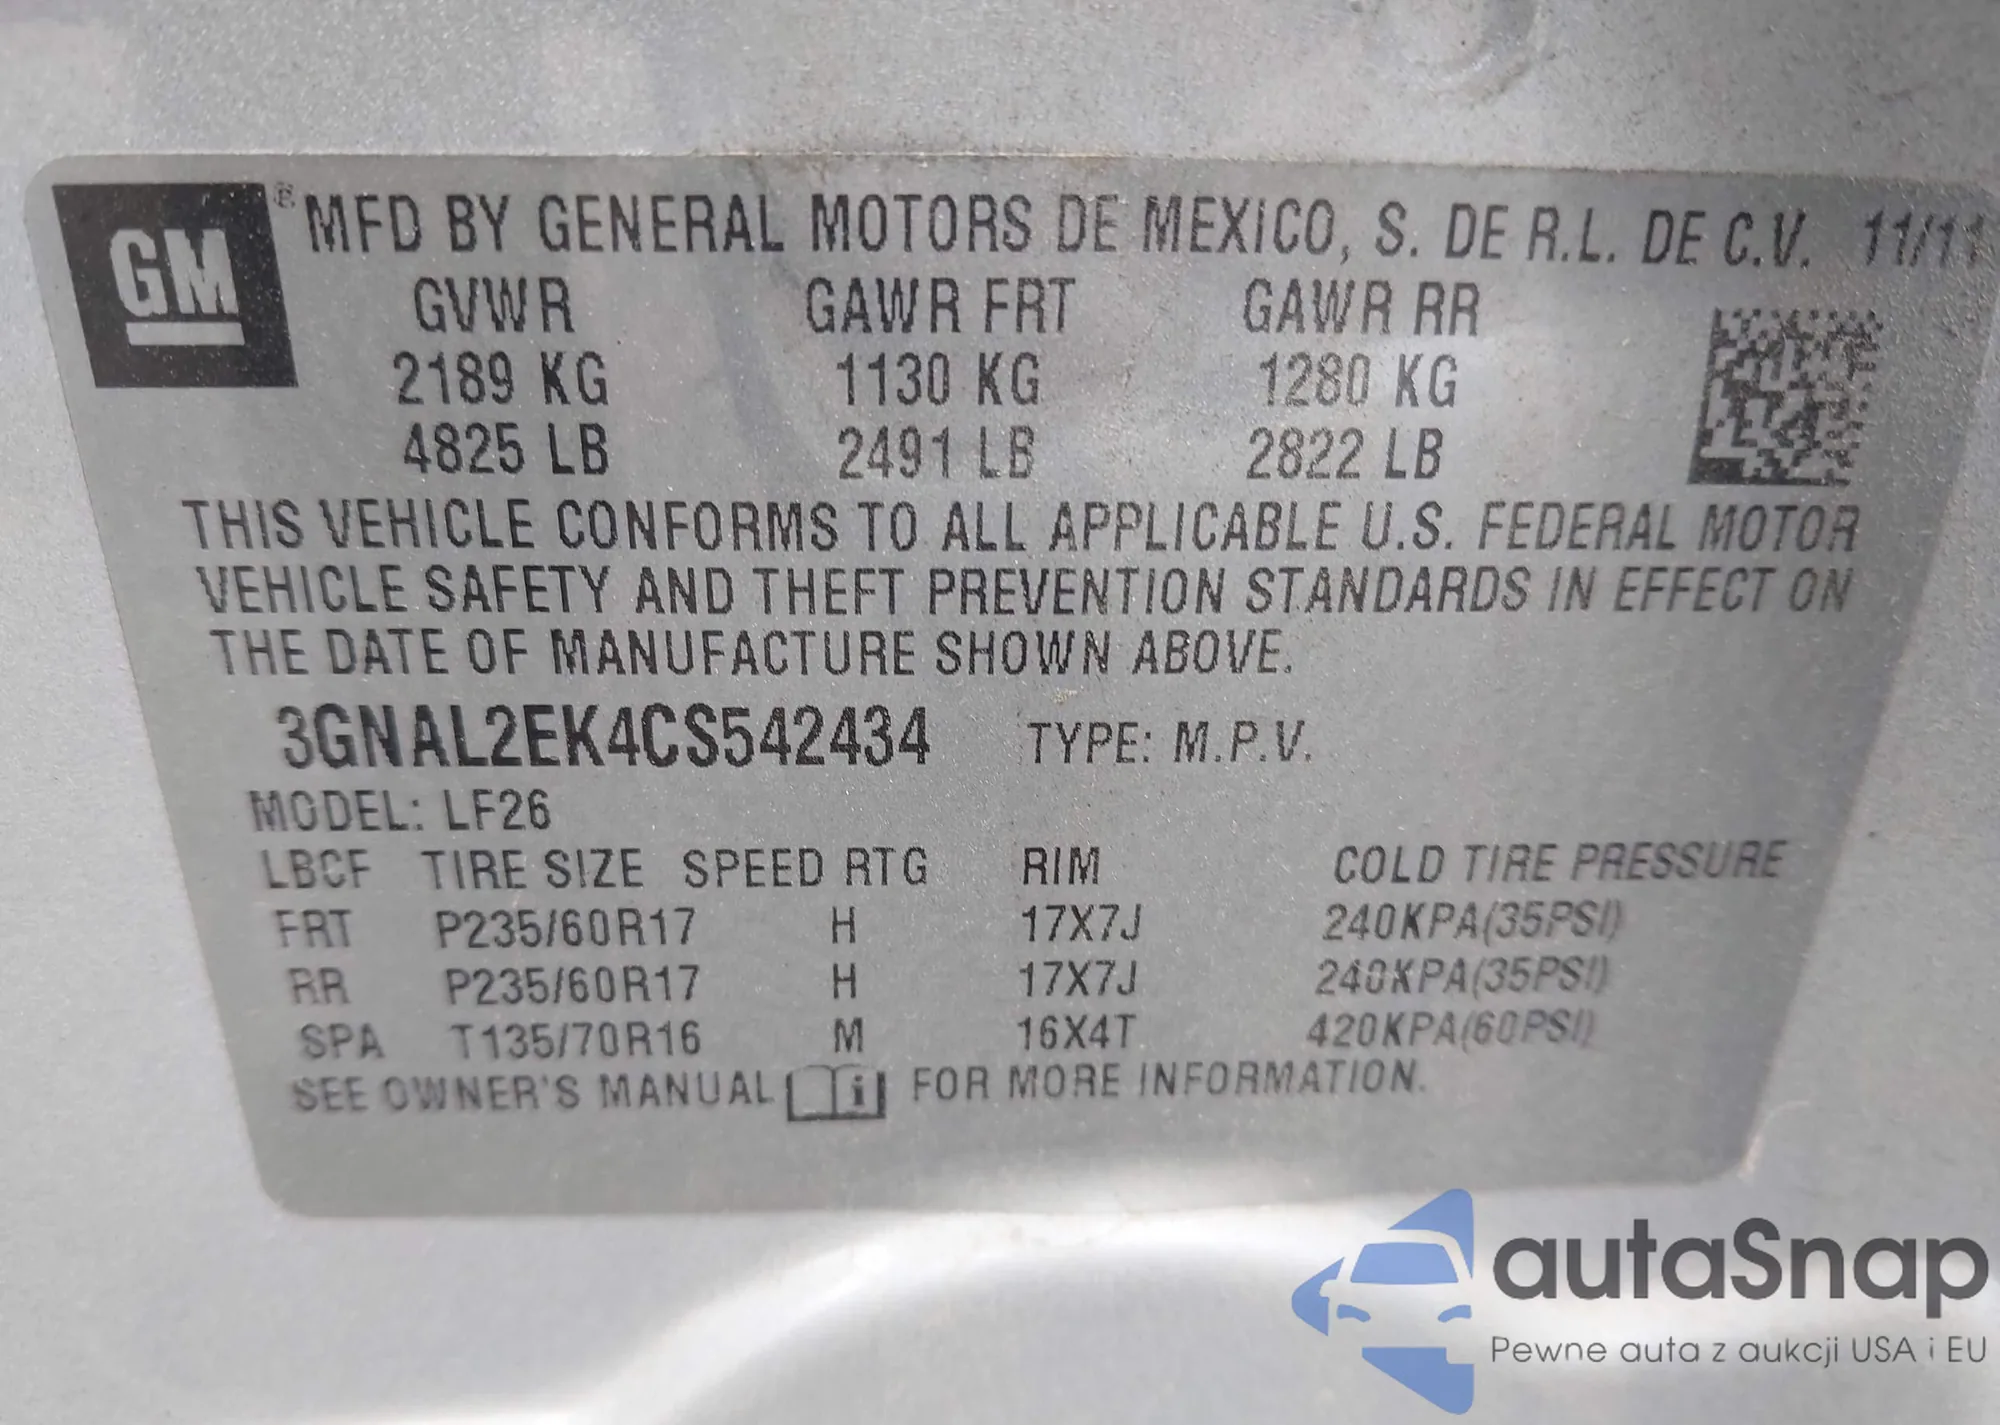 GM ® MFD BY GENERAL MOTORS DE MEXICO, S. DE R.L. DE C.V. 11/11
GVWR GAWR FRT GAWR RR
2189 KG 1130 KG 1280 KG
4825 LB 2491 LB 2822 LB
THIS VEHICLE CONFORMS TO ALL APPLICABLE U.S. FEDERAL MOTOR
VEHICLE SAFETY AND THEFT PREVENTION STANDARDS IN EFFECT ON
THE DATE OF MANUFACTURE SHOWN ABOVE.
3GNAL2EK4CS542434 TYPE: M.P.V.
MODEL: LF26
LBCF TIRE SIZE SPEED RTG RIM COLD TIRE PRESSURE
FRT P235/60R17 H 17X7J 240KPA(35PSI)
RR P235/60R17 H 17X7J 240KPA(35PSI)
SPA T135/70R16 M 16X4T 420KPA(60PSI)
SEE OWNER'S MANUAL i FOR MORE INFORMATION.
autaSnap
Pewne auta z aukcji USA i EU